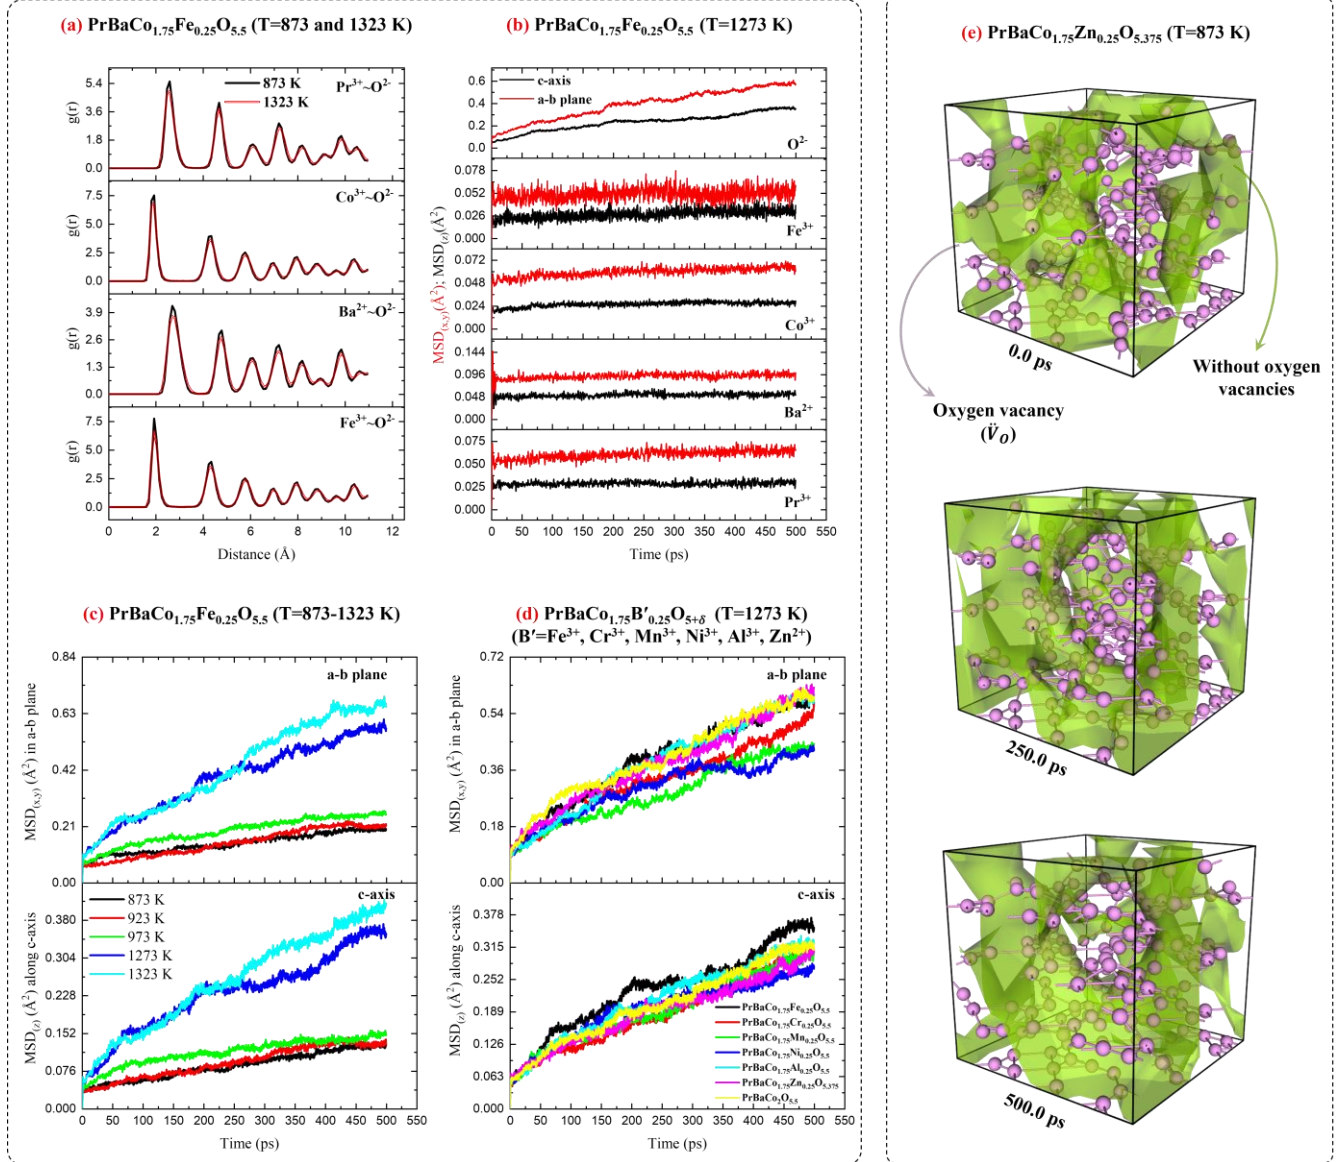 (a) PrBaCo₁.₇₅Fe₀.₂₅O₅.₅ (T=873 and 1323 K)
5.4
3.6
1.8
0.0
g(r)
873 K
1323 K
Pr³⁺~O²⁻
7.5
5.0
2.5
0.0
g(r)
Co³⁺~O²⁻
3.9
2.6
1.3
0.0
g(r)
Ba²⁺~O²⁻
7.5
5.0
2.5
0.0
g(r)
Fe³⁺~O²⁻
0 2 4 6 8 10 12
Distance (Å)
(b) PrBaCo₁.₇₅Fe₀.₂₅O₅.₅ (T=1273 K)
MSD₍ₓ,ᵧ₎(Å²); MSD₍z₎(Å²)
0.6
0.4
0.2
0.0
c-axis
a-b plane
O²⁻
0.078
0.052
0.026
0.000
Fe³⁺
0.072
0.048
0.024
0.000
Co³⁺
0.144
0.096
0.048
0.000
Ba²⁺
0.075
0.050
0.025
0.000
Pr³⁺
0 50 100 150 200 250 300 350 400 450 500 550
Time (ps)
(c) PrBaCo₁.₇₅Fe₀.₂₅O₅.₅ (T=873-1323 K)
0.84
0.63
0.42
0.21
0.00
MSD₍ₓ,ᵧ₎ (Å²) in a-b plane
a-b plane
0.380
0.304
0.228
0.152
0.076
0.000
MSD₍z₎ (Å²) along c-axis
c-axis
873 K
923 K
973 K
1273 K
1323 K
0 50 100 150 200 250 300 350 400 450 500 550
Time (ps)
(d) PrBaCo₁.₇₅B′₀.₂₅O₅₊δ (T=1273 K)
(B′=Fe³⁺, Cr³⁺, Mn³⁺, Ni³⁺, Al³⁺, Zn²⁺)
0.72
0.54
0.36
0.18
0.00
MSD₍ₓ,ᵧ₎ (Å²) in a-b plane
a-b plane
0.378
0.315
0.252
0.189
0.126
0.063
0.000
MSD₍z₎ (Å²) along c-axis
c-axis
PrBaCo₁.₇₅Fe₀.₂₅O₅.₅
PrBaCo₁.₇₅Cr₀.₂₅O₅.₅
PrBaCo₁.₇₅Mn₀.₂₅O₅.₅
PrBaCo₁.₇₅Ni₀.₂₅O₅.₅
PrBaCo₁.₇₅Al₀.₂₅O₅.₅
PrBaCo₁.₇₅Zn₀.₂₅O₅.₃₇₅
PrBaCo₂O₅.₅
0 50 100 150 200 250 300 350 400 450 500 550
Time (ps)
(e) PrBaCo₁.₇₅Zn₀.₂₅O₅.₃₇₅ (T=873 K)
0.0 ps
Without oxygen
vacancies
Oxygen vacancy
(V̈_O)
250.0 ps
500.0 ps